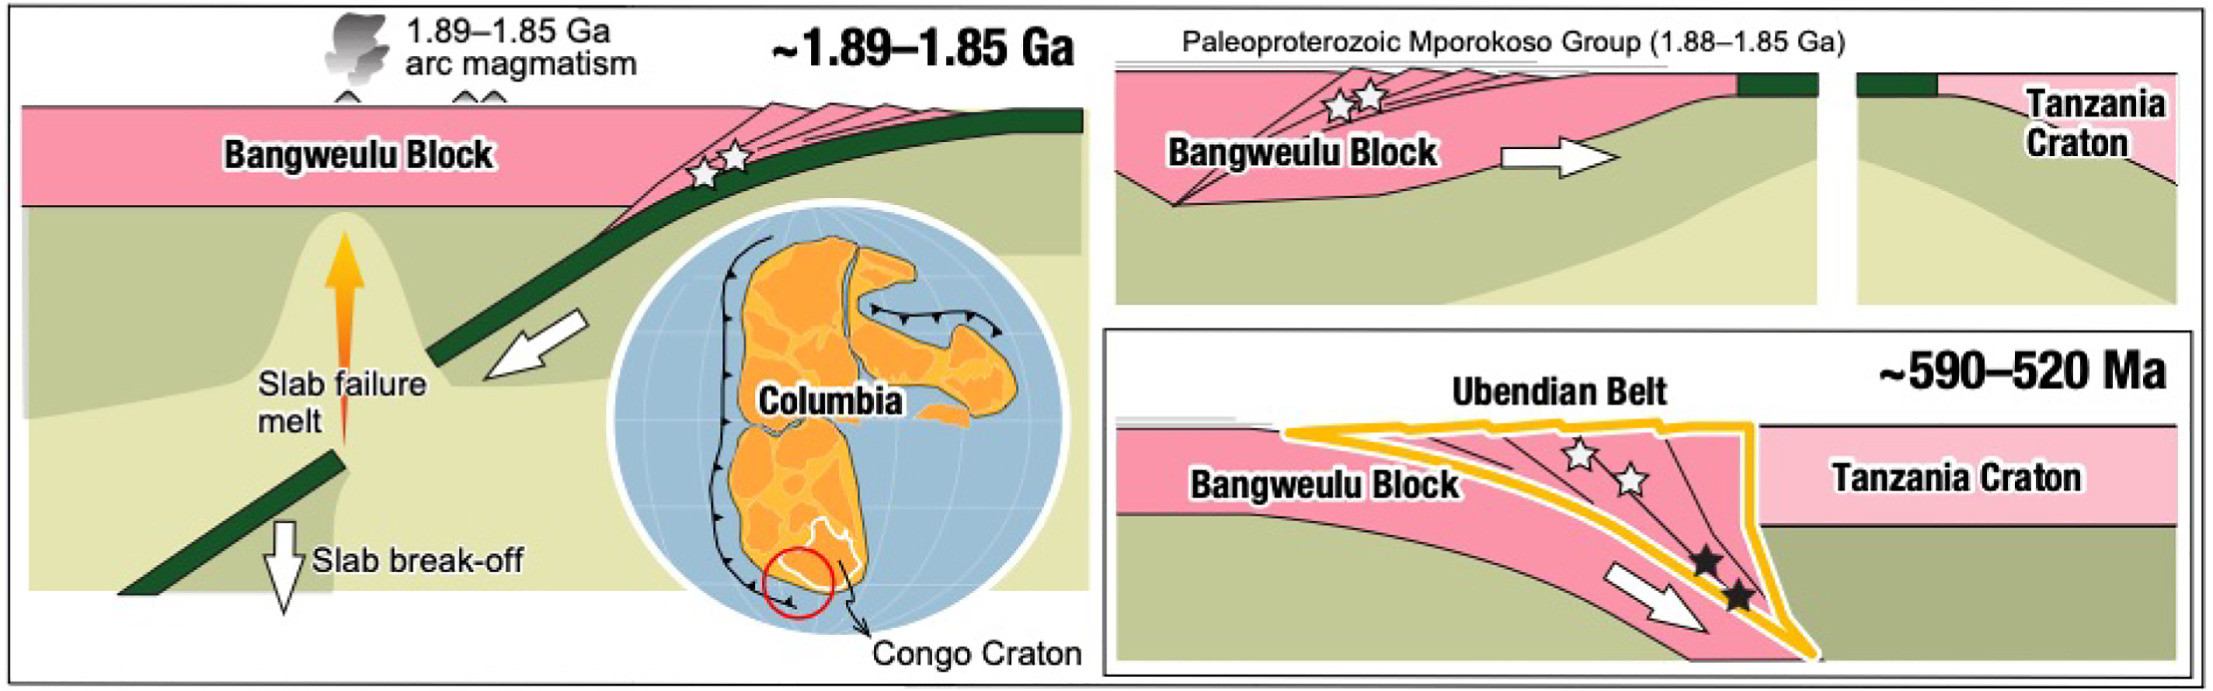 1.89–1.85 Ga
arc magmatism
~1.89–1.85 Ga
Bangweulu Block
Slab failure
melt
Slab break-off
Columbia
Congo Craton
Paleoproterozoic Mporokoso Group (1.88–1.85 Ga)
Bangweulu Block
Tanzania
Craton
~590–520 Ma
Ubendian Belt
Bangweulu Block
Tanzania Craton